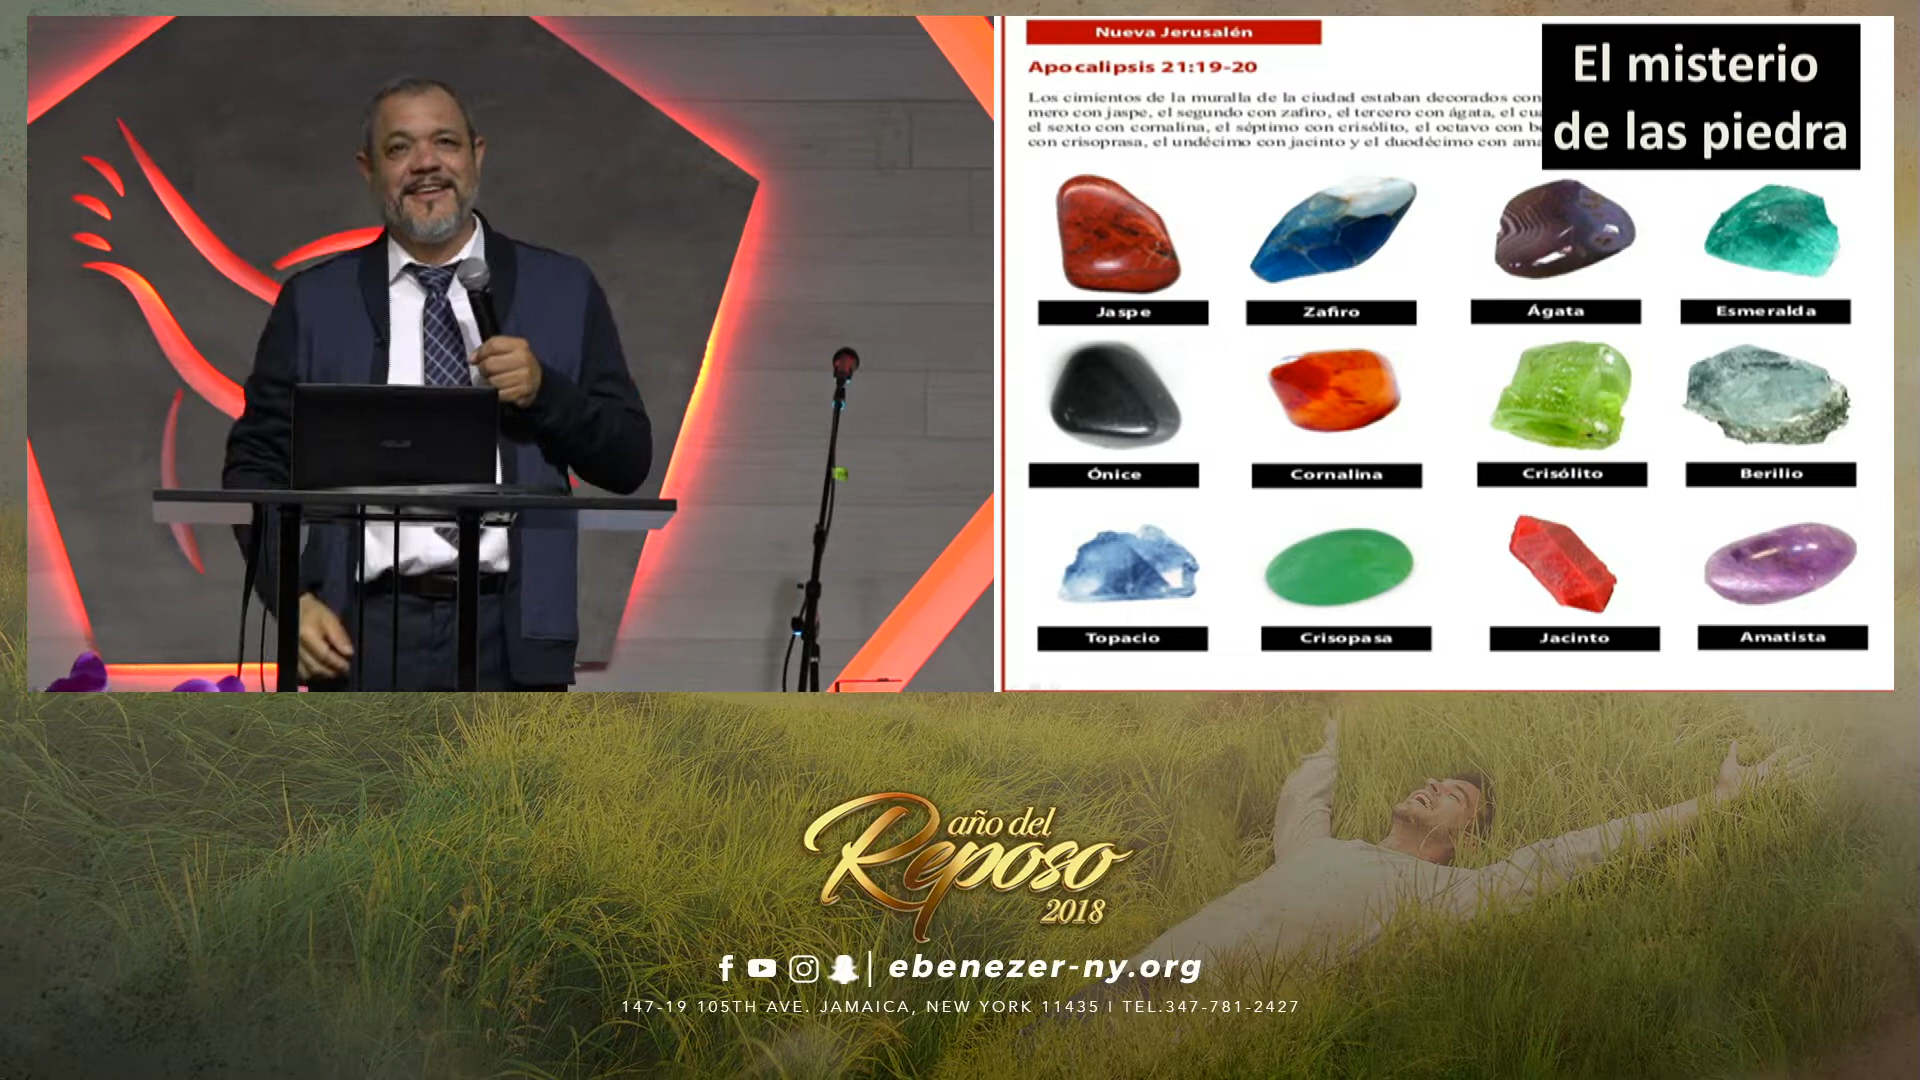 Nueva Jerusalén
El misterio
de las piedra
Apocalipsis 21:19-20
Los cimientos de la muralla de la ciudad estaban decorados con
mero con jaspe, el segundo con zafiro, el tercero con ágata, el
el sexto con cornalina, el séptimo con crisólito, el octavo con
con crisoprasa, el undécimo con jacinto y el duodécimo con
Jaspe
Zafiro
Ágata
Esmeralda
Ónice
Cornalina
Crisólito
Berilio
Topacio
Crisopasa
Jacinto
Amatista
ASUS
año del
Reposo
2018
ebenezer-ny.org
147-19 105TH AVE. JAMAICA, NEW YORK 11435 | TEL.347-781-2427